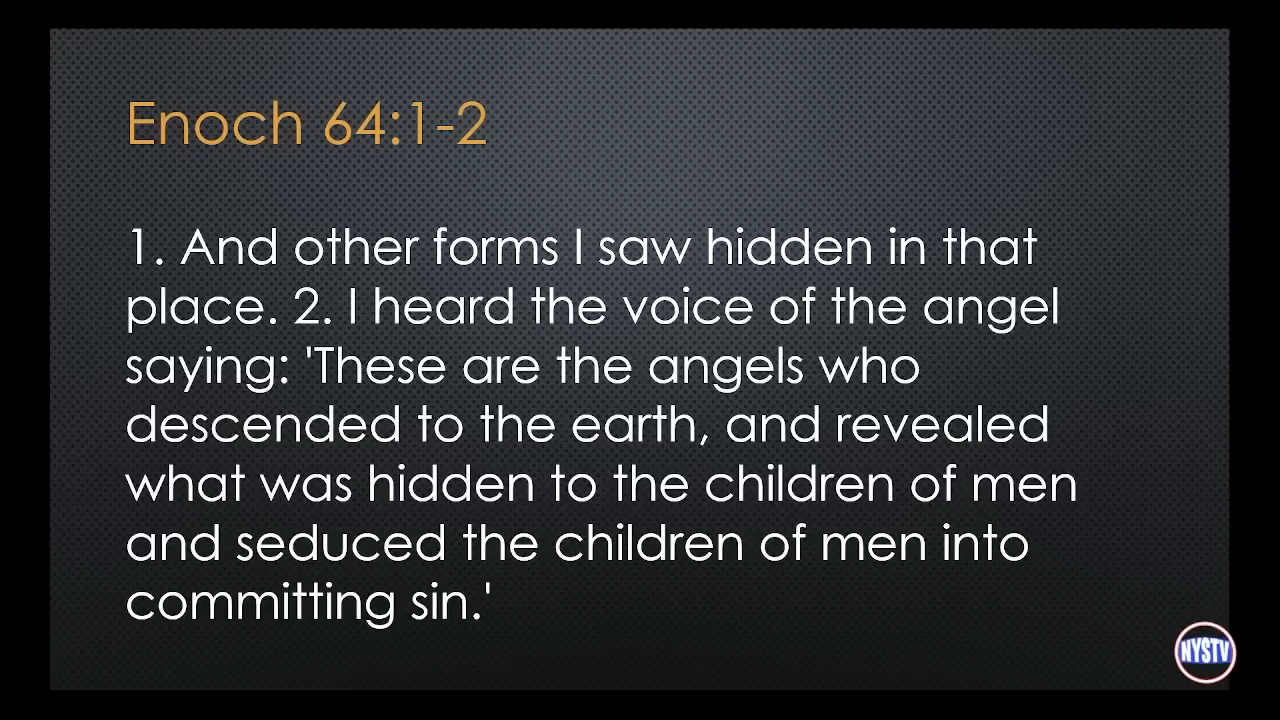 Enoch 64:1-2
1. And other forms I saw hidden in that
place. 2. I heard the voice of the angel
saying: 'These are the angels who
descended to the earth, and revealed
what was hidden to the children of men
and seduced the children of men into
committing sin.'
NYSTV